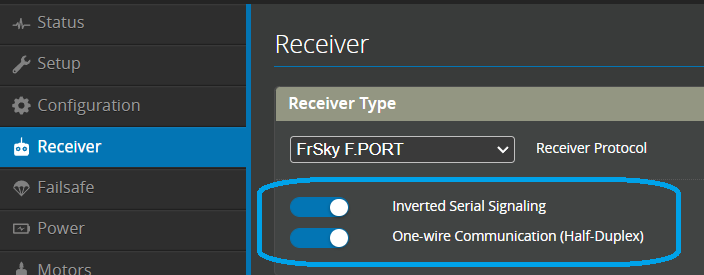 Status
Setup
Configuration
Receiver
Failsafe
Power
Motors
Receiver
Receiver Type
FrSky F.PORT
Receiver Protocol
Inverted Serial Signaling
One-wire Communication (Half-Duplex)